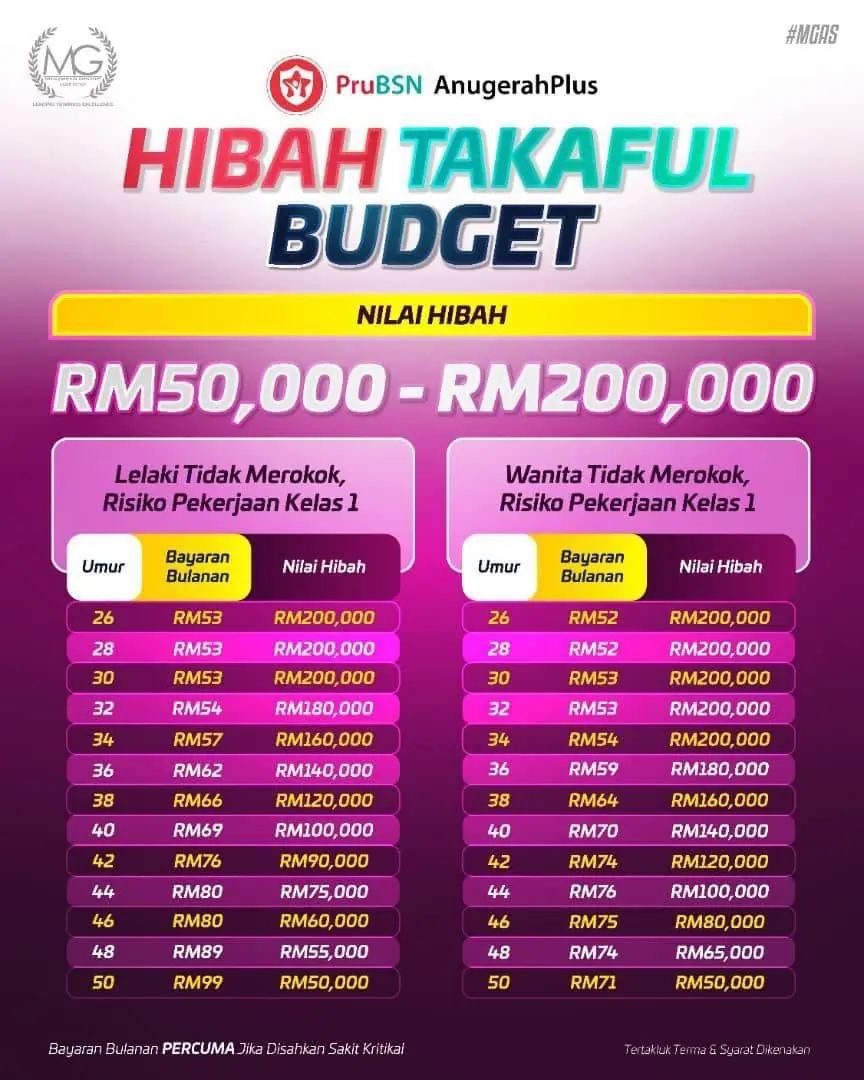 MG
LEADING TOWARDS EXCELLENCE
#MGAS
PruBSN AnugerahPlus
HIBAH TAKAFUL
BUDGET
NILAI HIBAH
RM50,000 - RM200,000
Lelaki Tidak Merokok,
Risiko Pekerjaan Kelas 1
Umur Bayaran Bulanan Nilai Hibah
26 RM53 RM200,000
28 RM53 RM200,000
30 RM53 RM200,000
32 RM54 RM180,000
34 RM57 RM160,000
36 RM62 RM140,000
38 RM66 RM120,000
40 RM69 RM100,000
42 RM76 RM90,000
44 RM80 RM75,000
46 RM80 RM60,000
48 RM89 RM55,000
50 RM99 RM50,000
Wanita Tidak Merokok,
Risiko Pekerjaan Kelas 1
Umur Bayaran Bulanan Nilai Hibah
26 RM52 RM200,000
28 RM52 RM200,000
30 RM53 RM200,000
32 RM53 RM200,000
34 RM54 RM200,000
36 RM59 RM180,000
38 RM64 RM160,000
40 RM70 RM140,000
42 RM74 RM120,000
44 RM76 RM100,000
46 RM75 RM80,000
48 RM74 RM65,000
50 RM71 RM50,000
Bayaran Bulanan PERCUMA Jika Disahkan Sakit Kritikal
Tertakluk Terma & Syarat Dikenakan